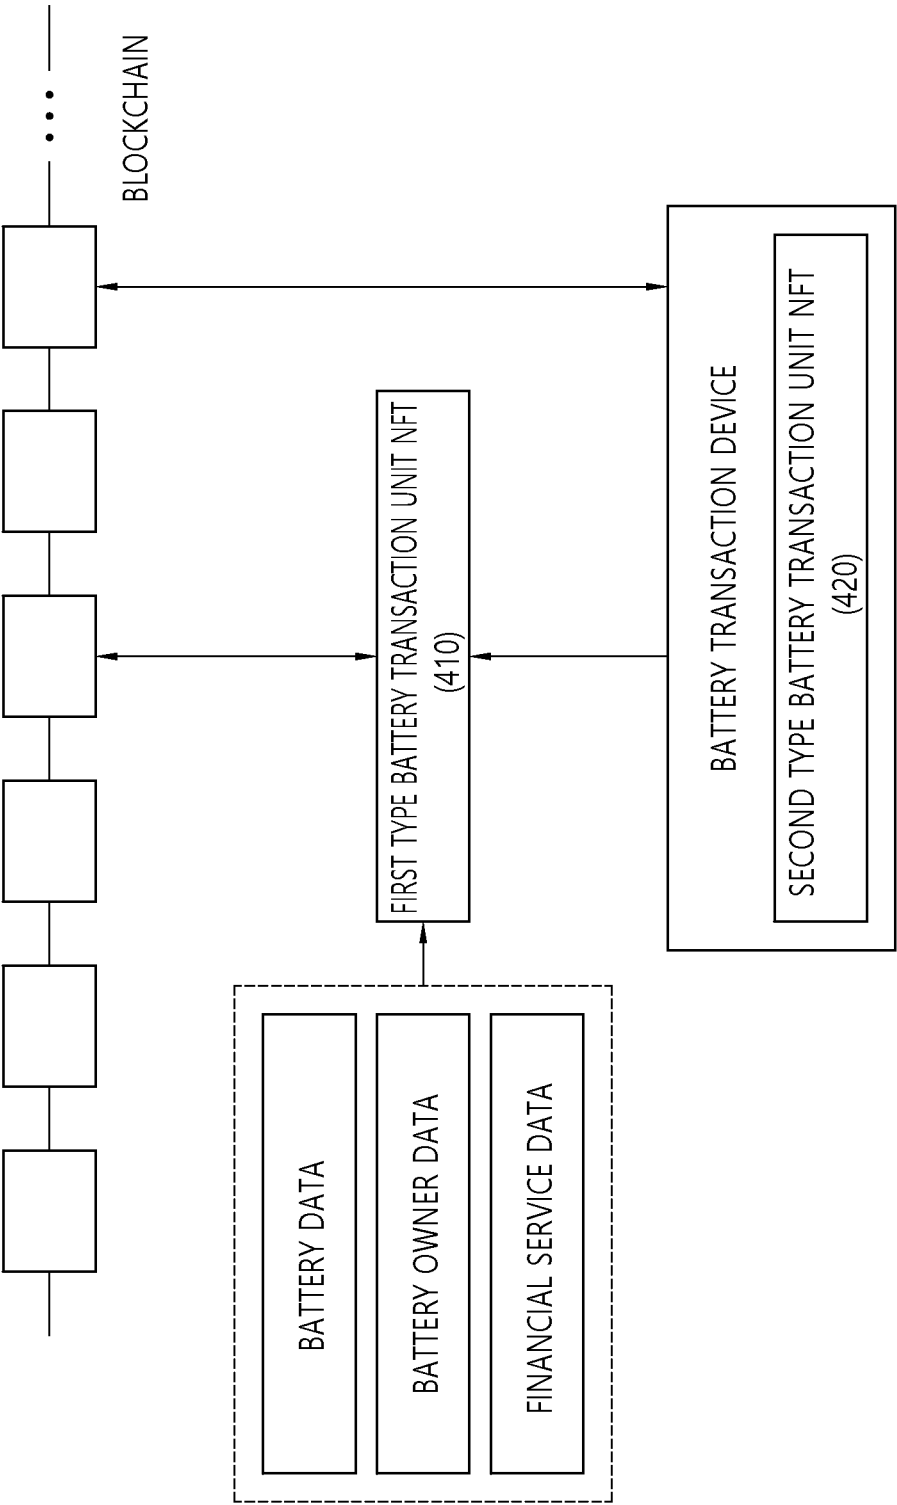 BLOCKCHAIN
BATTERY DATA
BATTERY OWNER DATA
FINANCIAL SERVICE DATA
FIRST TYPE BATTERY TRANSACTION UNIT NFT
(410)
BATTERY TRANSACTION DEVICE
SECOND TYPE BATTERY TRANSACTION UNIT NFT
(420)